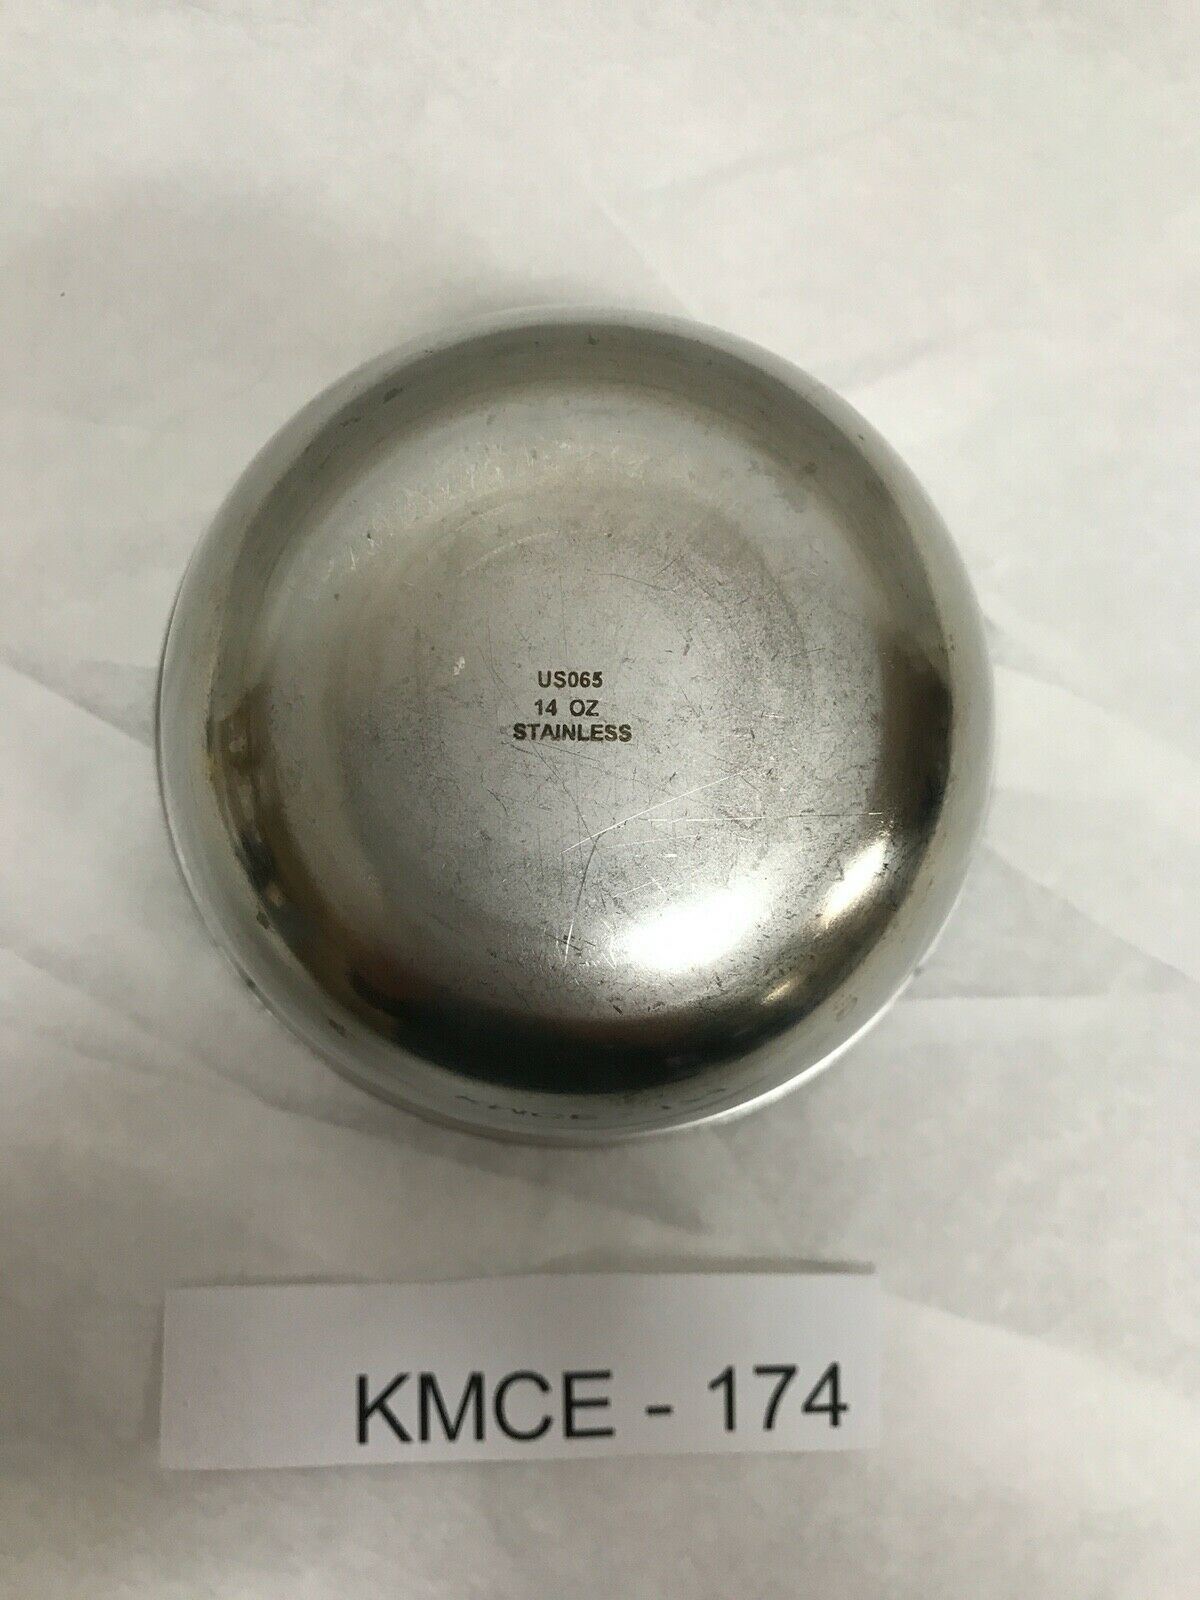 US065
14 OZ
STAINLESS
KMCE - 174